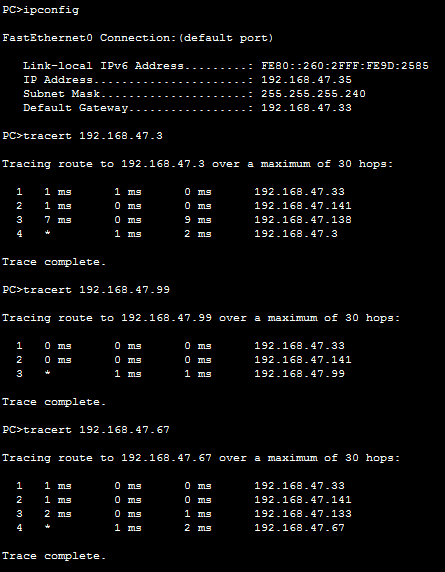 PC>ipconfig
FastEthernet0 Connection:(default port)
Link-local IPv6 Address.........: FE80::260:2FFF:FE9D:2585
IP Address......................: 192.168.47.35
Subnet Mask.....................: 255.255.255.240
Default Gateway.................: 192.168.47.33
PC>tracert 192.168.47.3
Tracing route to 192.168.47.3 over a maximum of 30 hops:
1 1 ms 1 ms 0 ms 192.168.47.33
2 1 ms 0 ms 0 ms 192.168.47.141
3 7 ms 0 ms 9 ms 192.168.47.138
4 * 1 ms 2 ms 192.168.47.3
Trace complete.
PC>tracert 192.168.47.99
Tracing route to 192.168.47.99 over a maximum of 30 hops:
1 0 ms 0 ms 0 ms 192.168.47.33
2 0 ms 0 ms 0 ms 192.168.47.141
3 * 1 ms 1 ms 192.168.47.99
Trace complete.
PC>tracert 192.168.47.67
Tracing route to 192.168.47.67 over a maximum of 30 hops:
1 1 ms 0 ms 0 ms 192.168.47.33
2 1 ms 0 ms 0 ms 192.168.47.141
3 2 ms 0 ms 1 ms 192.168.47.133
4 * 1 ms 2 ms 192.168.47.67
Trace complete.